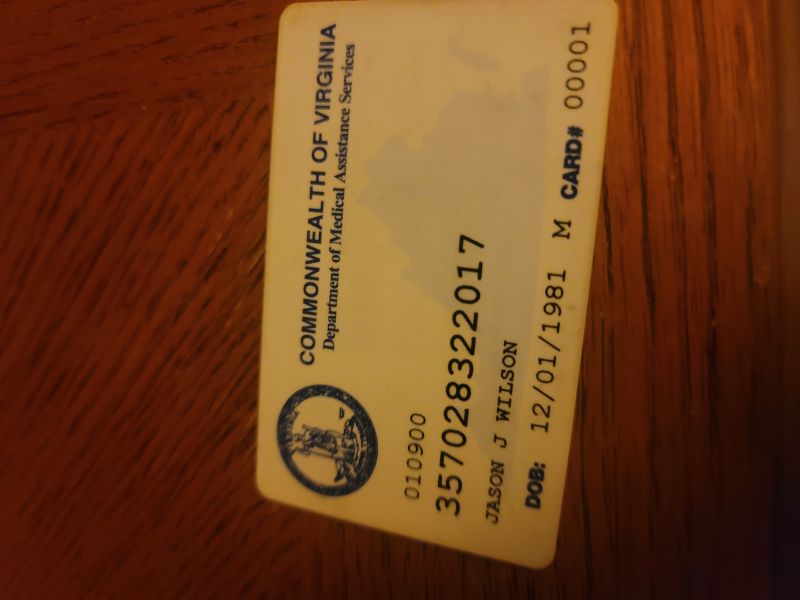 COMMONWEALTH OF VIRGINIA
Department of Medical Assistance Services
010900
357028322017
JASON J WILSON
DOB: 12/01/1981 M CARD# 00001